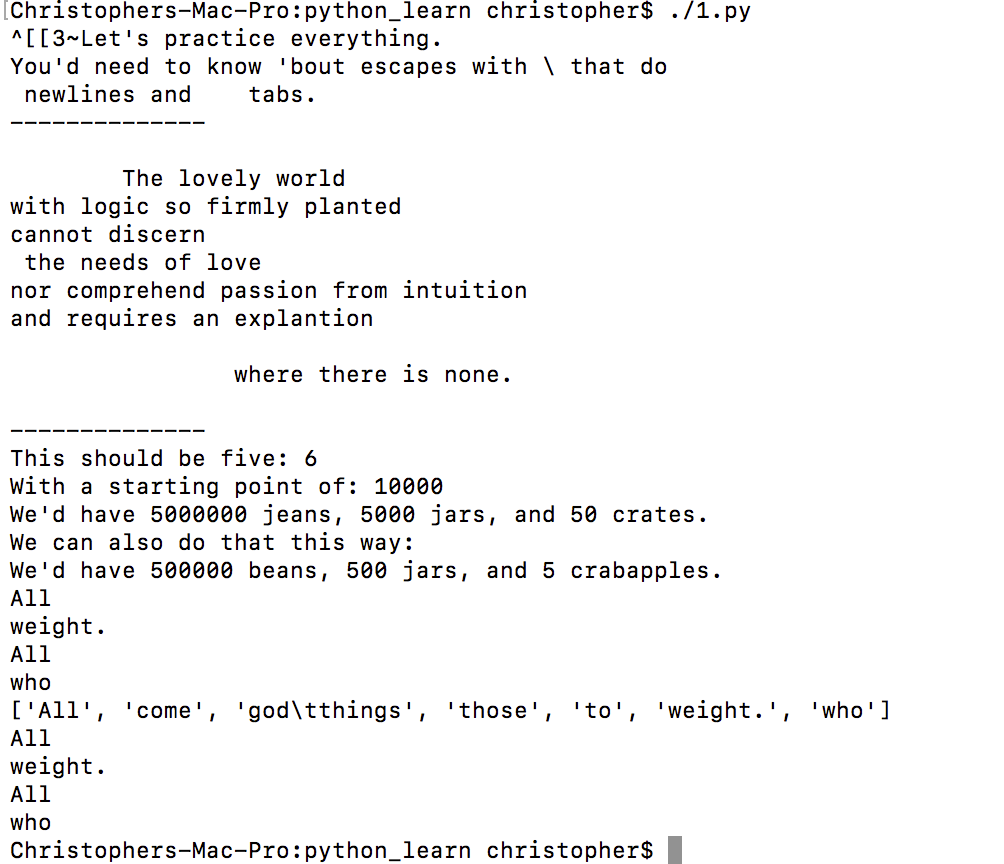 [Christophers-Mac-Pro:python_learn christopher$ ./1.py
^[[3~Let's practice everything.
You'd need to know 'bout escapes with \ that do
 newlines and    tabs.
--------------
        The lovely world
with logic so firmly planted
cannot discern
 the needs of love
nor comprehend passion from intuition
and requires an explantion
                where there is none.
--------------
This should be five: 6
With a starting point of: 10000
We'd have 5000000 jeans, 5000 jars, and 50 crates.
We can also do that this way:
We'd have 500000 beans, 500 jars, and 5 crabapples.
All
weight.
All
who
['All', 'come', 'god\tthings', 'those', 'to', 'weight.', 'who']
All
weight.
All
who
Christophers-Mac-Pro:python_learn christopher$